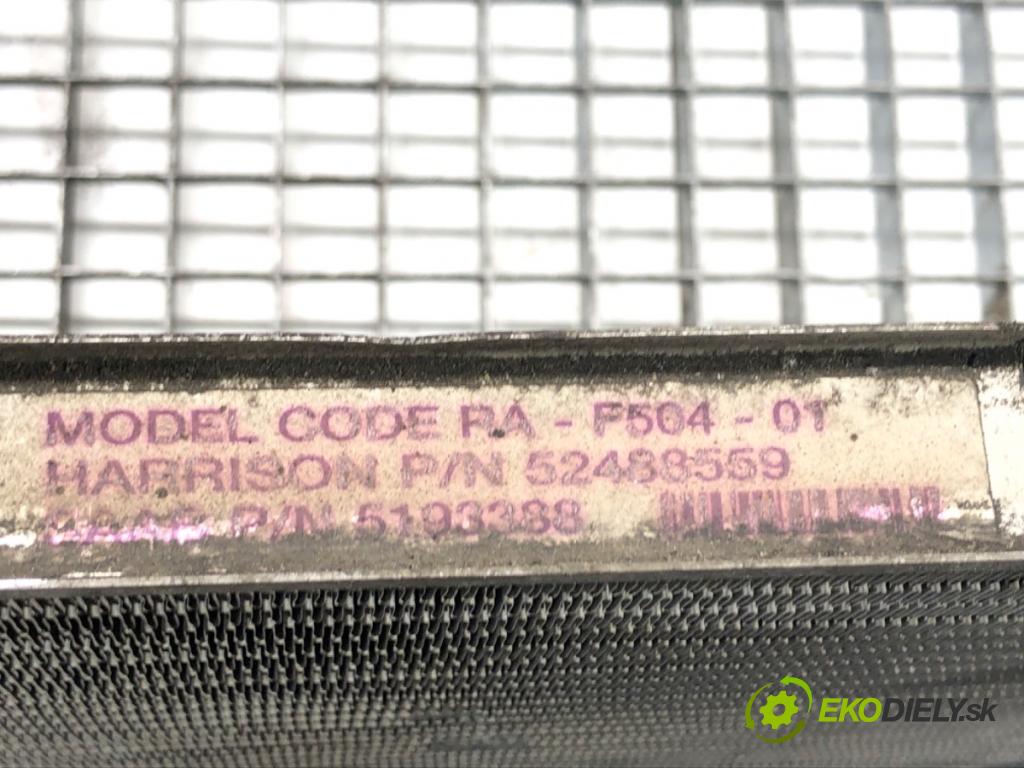 MODEL CODE RA - F504 - 01
HARRISON P/N 52488559
P/N 5193388
EKODIELY.sk